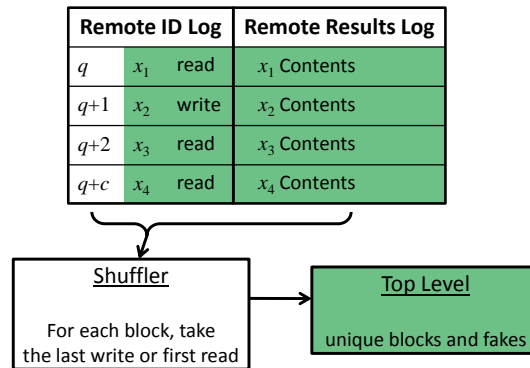 Remote ID Log Remote Results Log
q x₁ read x₁ Contents
q+1 x₂ write x₂ Contents
q+2 x₃ read x₃ Contents
q+c x₄ read x₄ Contents
Shuffler
For each block, take
the last write or first read
Top Level
unique blocks and fakes